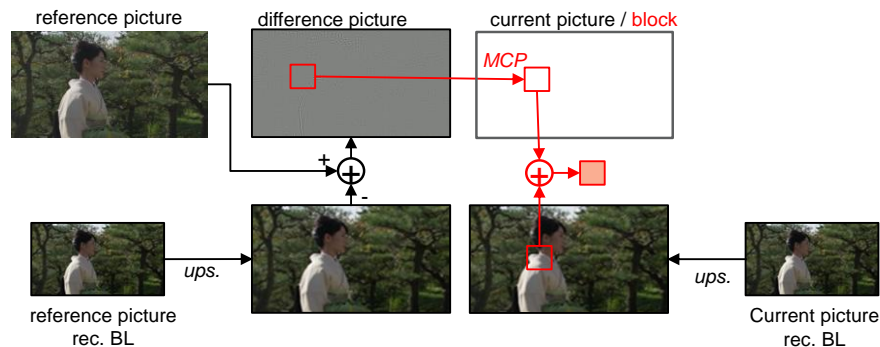 reference picture
difference picture
current picture / block
MCP
+
-
ups.
ups.
reference picture
rec. BL
Current picture
rec. BL